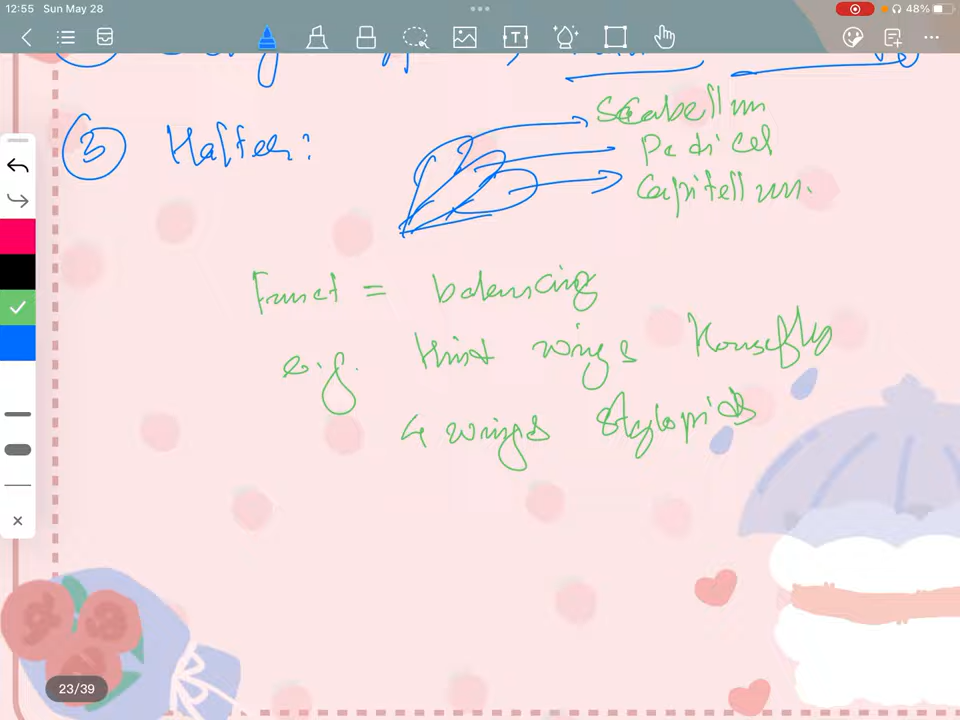 12:55 Sun May 28
48%
3 Halter:
Scabellum
Pedicel
Capitellum.
Funct = balancing
e.g. Hind wings Housefly
4 wings Stylopids
23/39